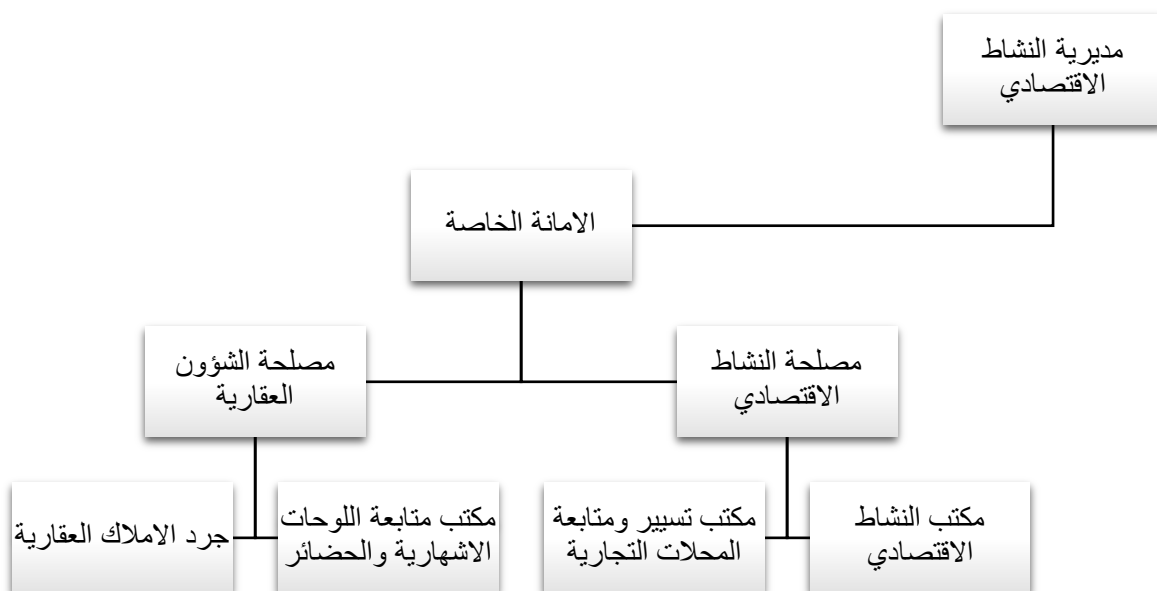 مديرية النشاط
الاقتصادي
الامانة الخاصة
مصلحة النشاط
الاقتصادي
مصلحة الشؤون
العقارية
مكتب النشاط
الاقتصادي
مكتب تسيير ومتابعة
المحلات التجارية
مكتب متابعة اللوحات
الاشهارية والحضائر
جرد الاملاك العقارية